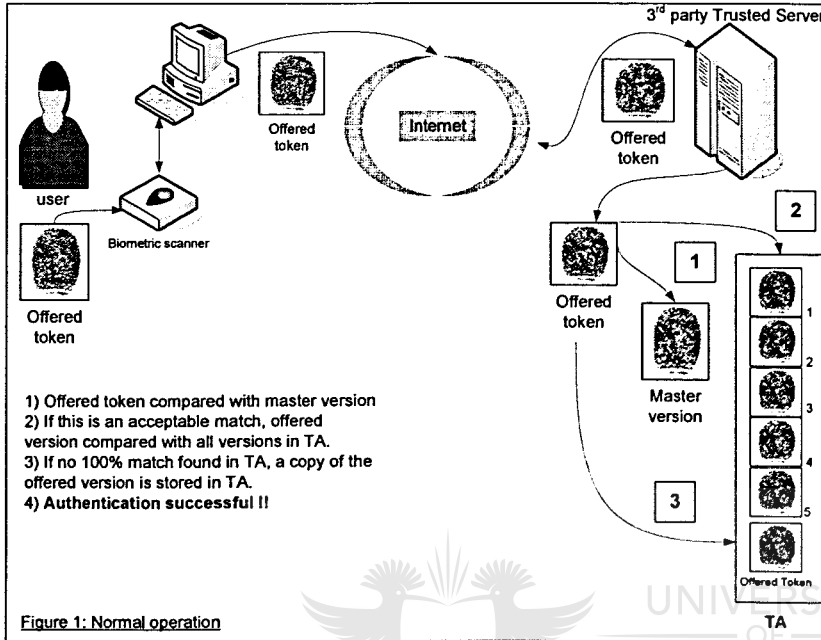 3rd party Trusted Server
Offered
token
Internet
Offered
token
user
Biometric scanner
Offered
token
2
1
Offered
token
Master
version
1
2
3
4
5
3
Offered Token
TA
1) Offered token compared with master version
2) If this is an acceptable match, offered
version compared with all versions in TA.
3) If no 100% match found in TA, a copy of the
offered version is stored in TA.
4) Authentication successful !!
Figure 1: Normal operation
UNIVERS
OF